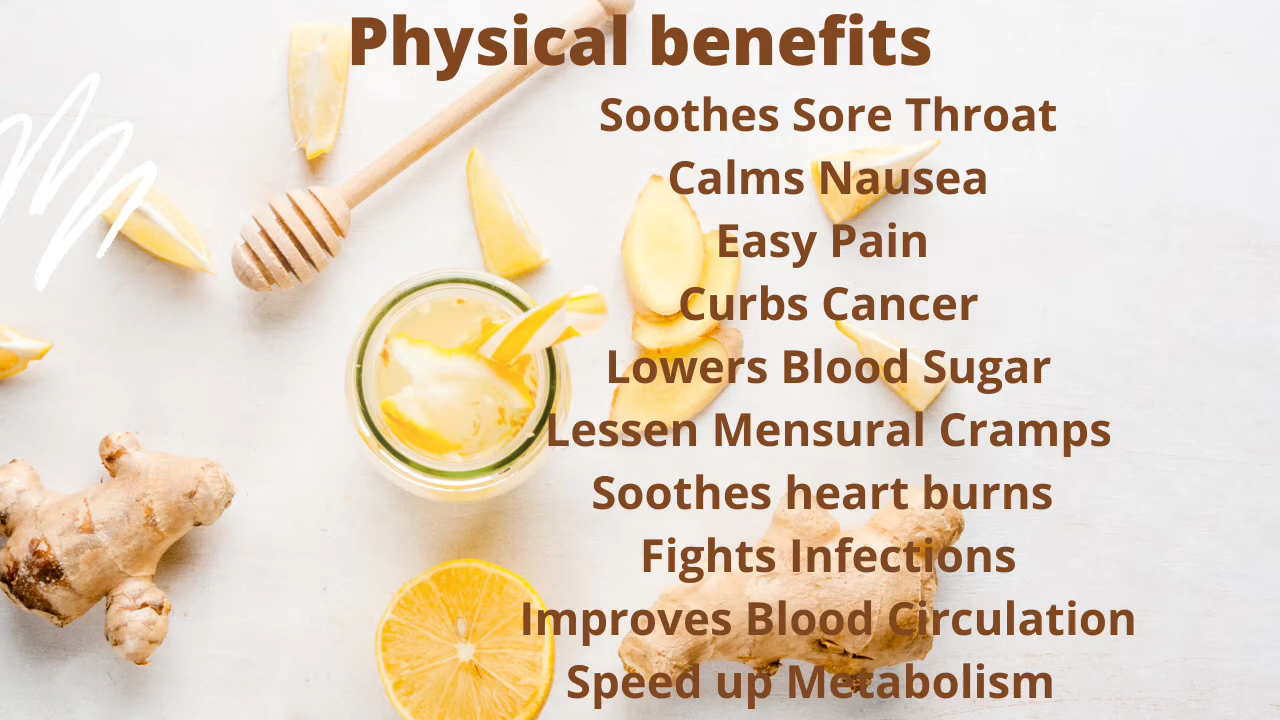 Physical benefits
Soothes Sore Throat
Calms Nausea
Easy Pain
Curbs Cancer
Lowers Blood Sugar
Lessen Mensural Cramps
Soothes heart burns
Fights Infections
Improves Blood Circulation
Speed up Metabolism